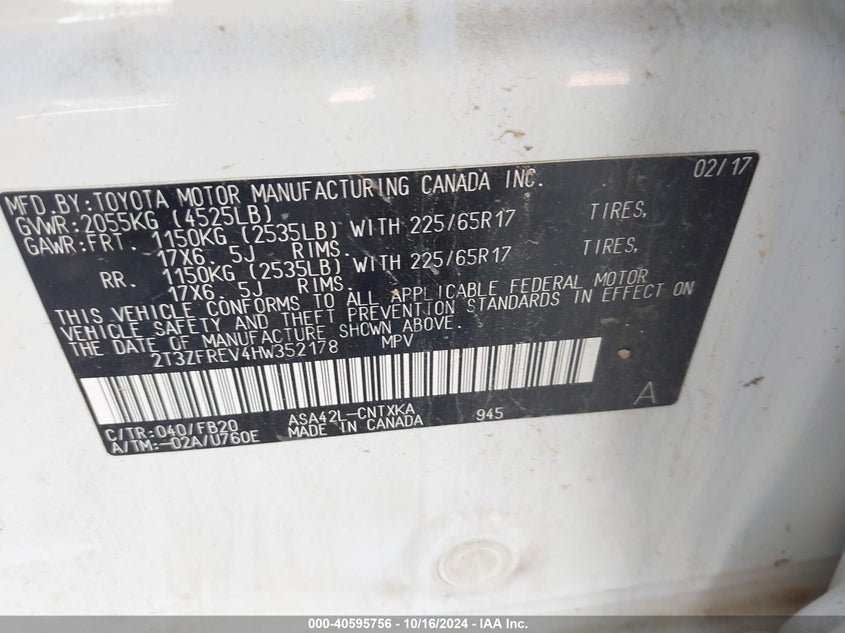 02/17
MFD.BY:TOYOTA MOTOR MANUFACTURING CANADA INC.
GVWR:2055KG (4525LB)
GAWR:FRT. 1150KG (2535LB) WITH 225/65R17 TIRES,
17X6. 5J RIMS.
RR. 1150KG (2535LB) WITH 225/65R17 TIRES,
17X6. 5J RIMS.
THIS VEHICLE CONFORMS TO ALL APPLICABLE FEDERAL MOTOR
VEHICLE SAFETY AND THEFT PREVENTION STANDARDS IN EFFECT ON
THE DATE OF MANUFACTURE SHOWN ABOVE.
2T3ZFREV4HW352178 MPV
A
C/TR:040/FB20 ASA42L-CNTXKA 945
A/TM:-02A/U760E MADE IN CANADA
000-40595756 - 10/16/2024 - IAA Inc.